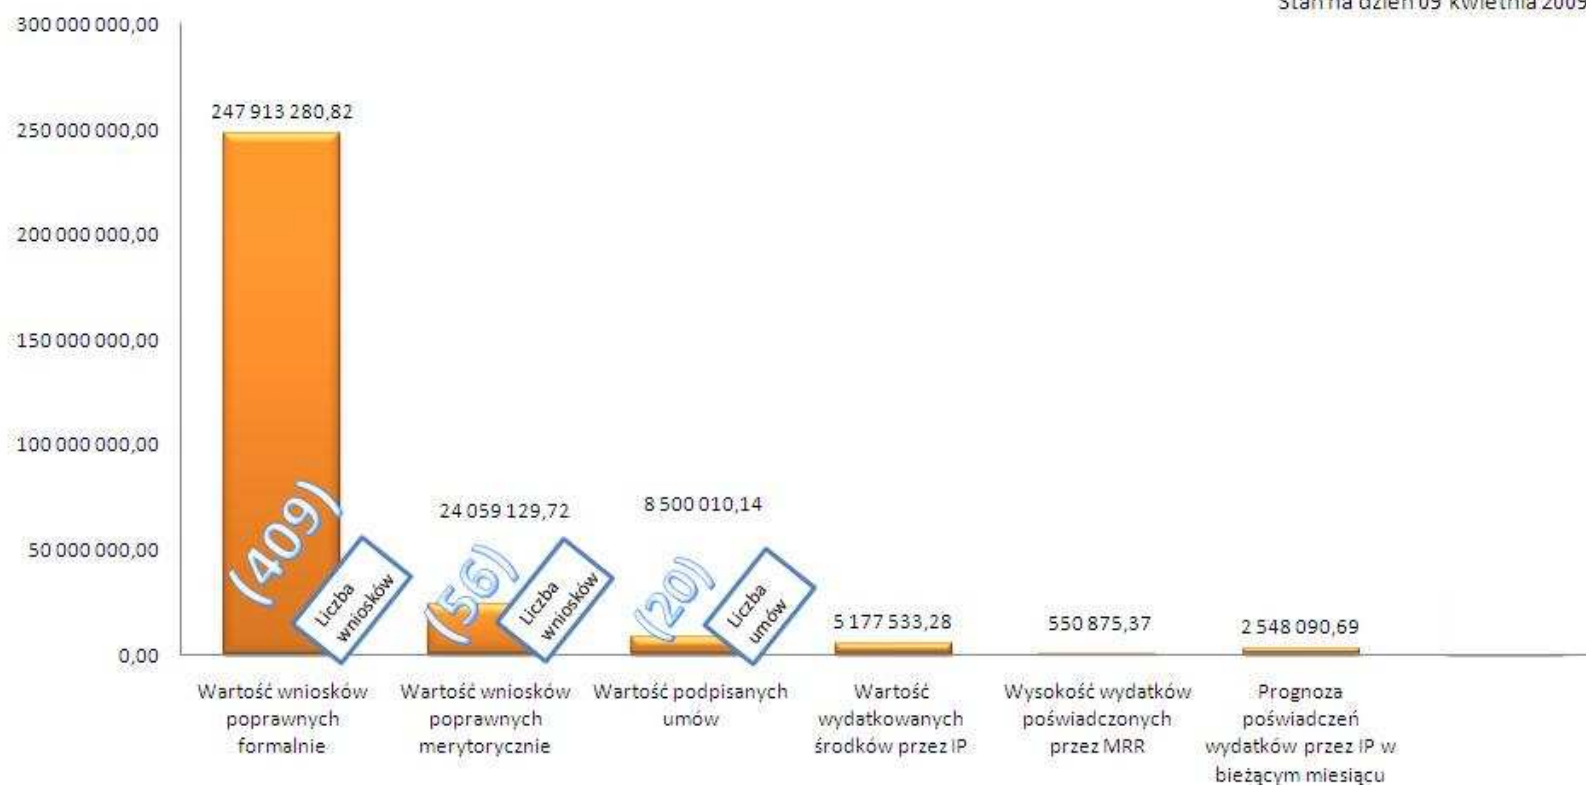 Stan na dzień 09 kwietnia 2009
300 000 000,00
250 000 000,00
200 000 000,00
150 000 000,00
100 000 000,00
50 000 000,00
0,00
247 913 280,82
24 059 129,72
8 500 010,14
5 177 533,28
550 875,37
2 548 090,69
(409)
Liczba
wniosków
(56)
Liczba
wniosków
(20)
Liczba
umów
Wartość wniosków
poprawnych
formalnie
Wartość wniosków
poprawnych
merytorycznie
Wartość podpisanych
umów
Wartość
wydatkowanych
środków przez IP
Wysokość wydatków
poświadczonych
przez MRR
Prognoza
poświadczeń
wydatków przez IP w
bieżącym miesiącu